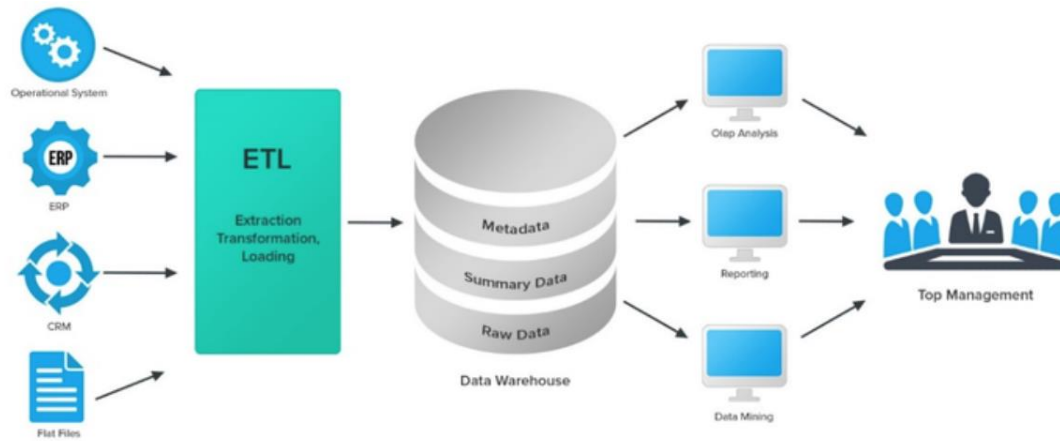 Operational System
ERP
ERP
CRM
Flat Files
ETL
Extraction
Transformation,
Loading
Metadata
Summary Data
Raw Data
Data Warehouse
Olap Analysis
Reporting
Data Mining
Top Management